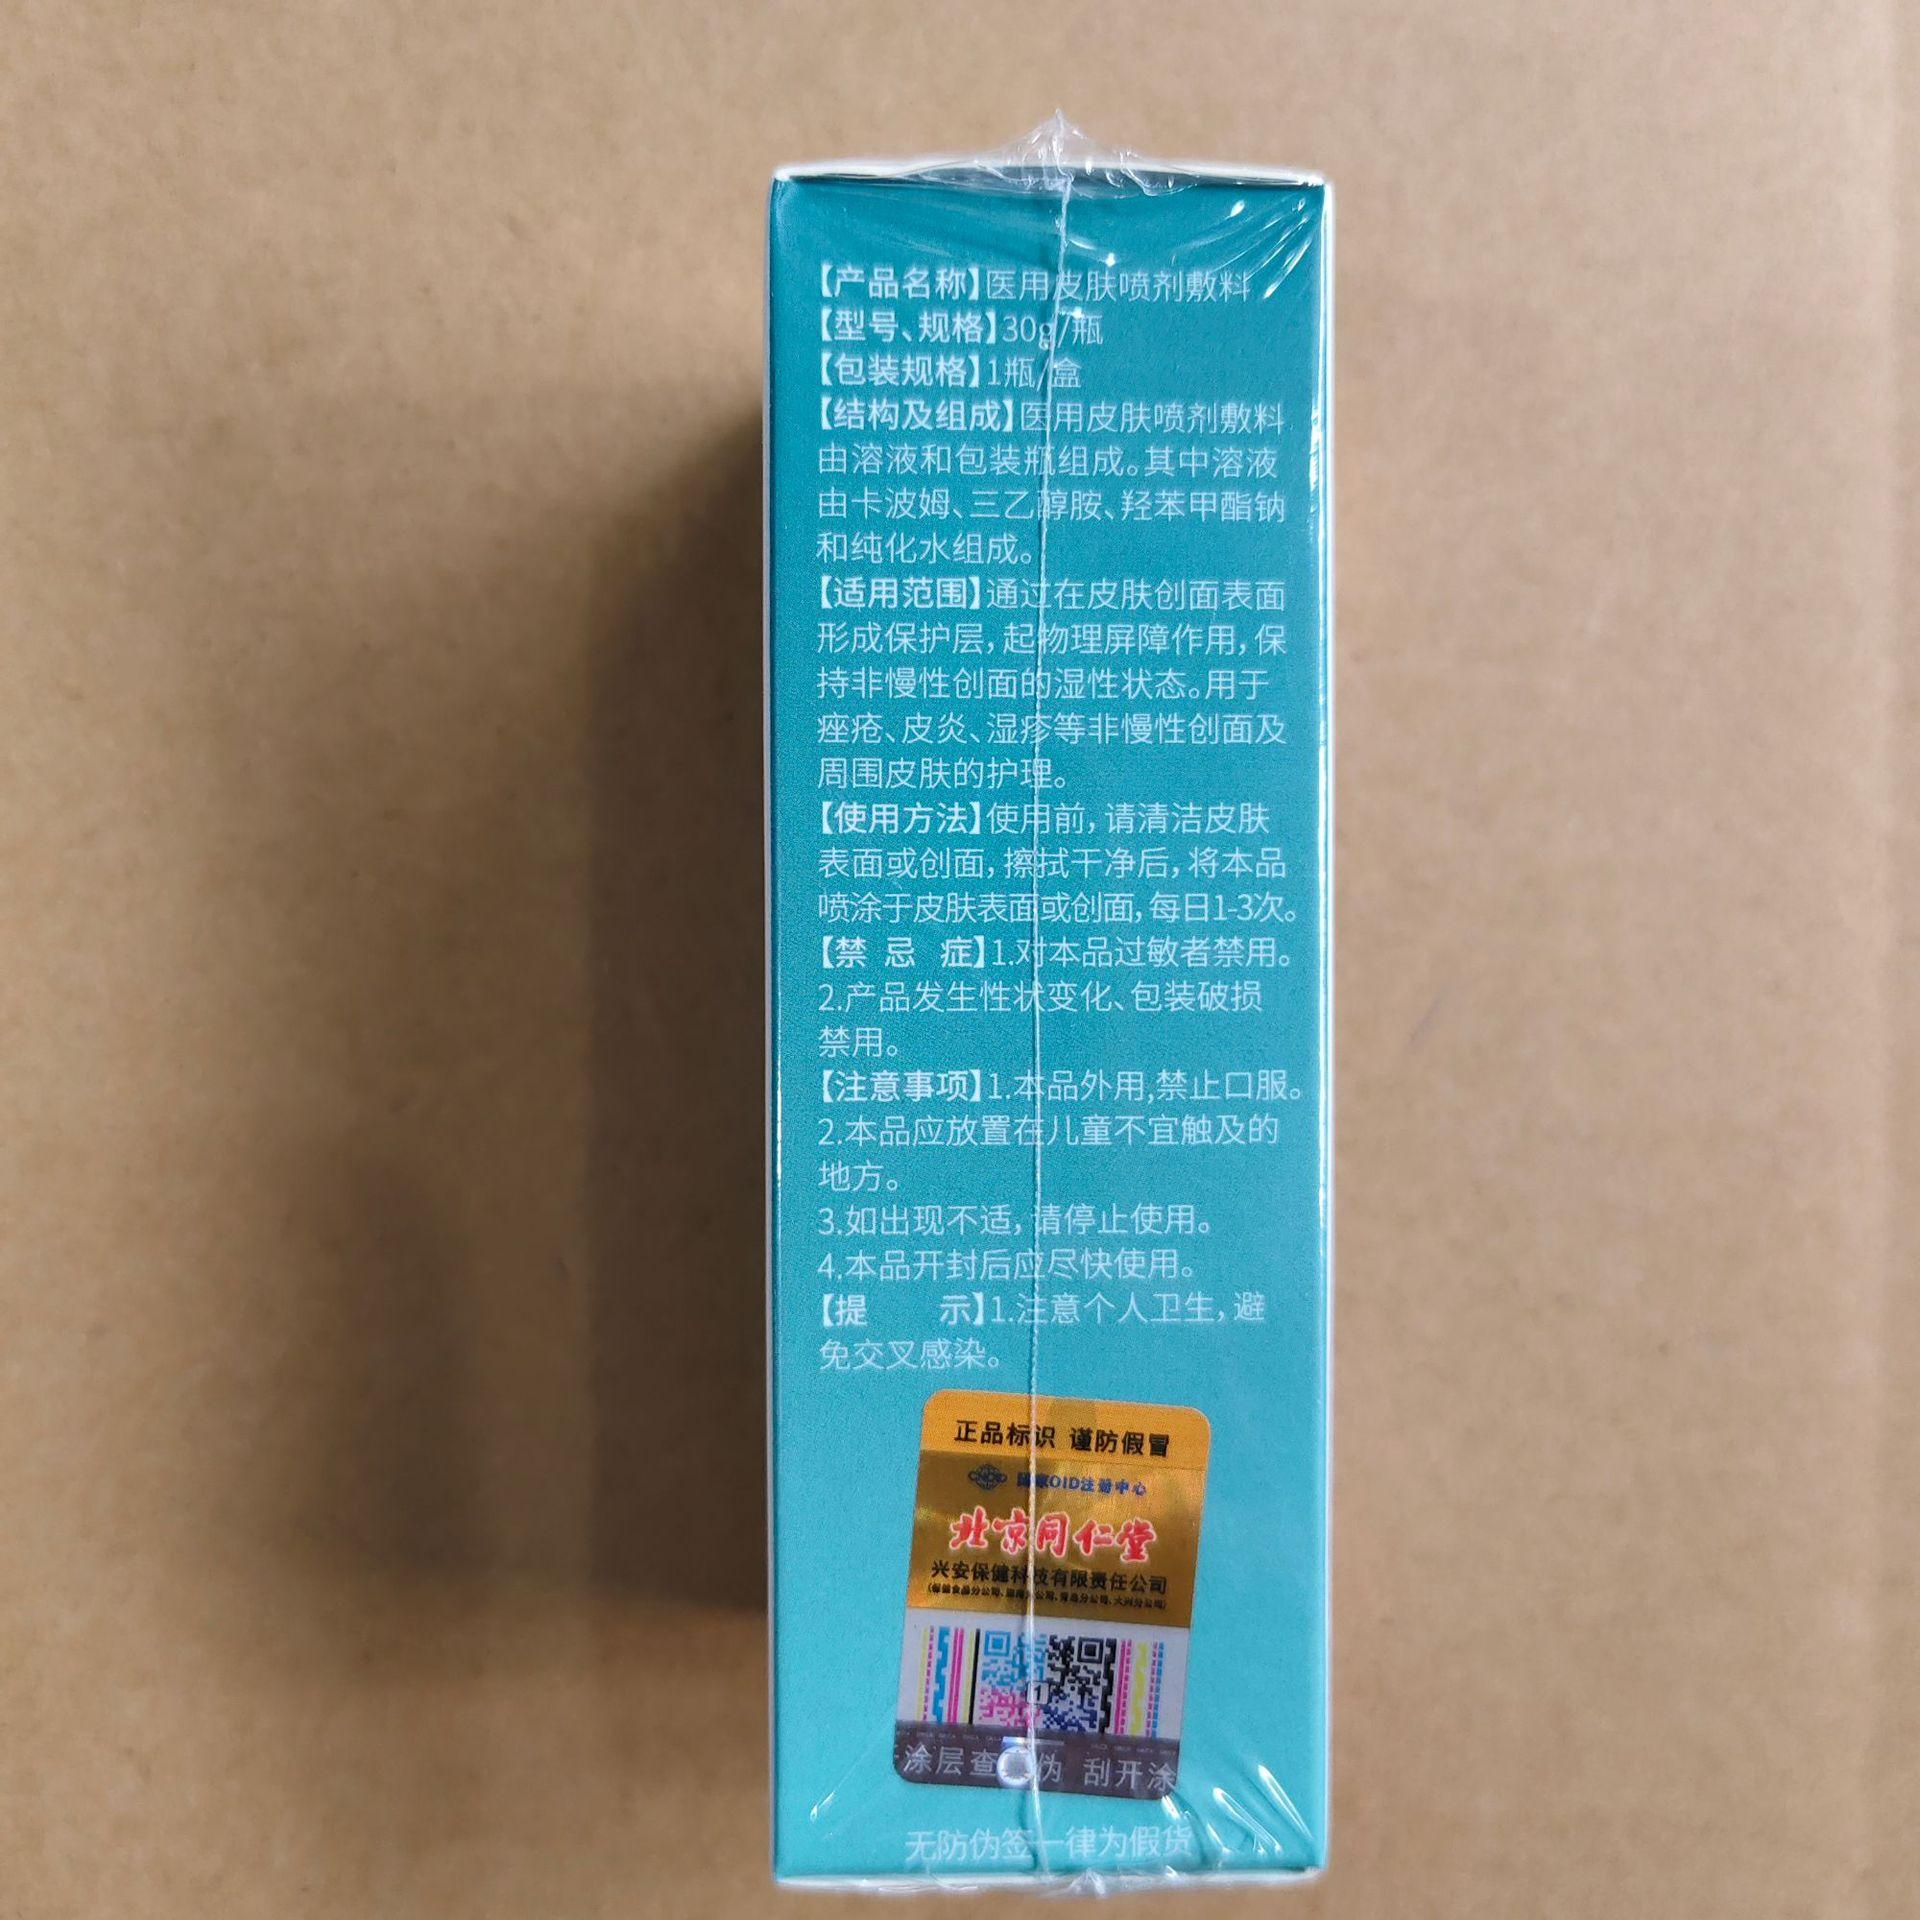 【产品名称】医用皮肤喷剂敷料
【型号、规格】30g/瓶
【包装规格】1瓶/盒
【结构及组成】医用皮肤喷剂敷料
由溶液和包装瓶组成。其中溶液
由卡波姆、三乙醇胺、羟苯甲酯钠
和纯化水组成。
【适用范围】通过在皮肤创面表面
形成保护层,起物理屏障作用,保
持非慢性创面的湿性状态。用于
痤疮、皮炎、湿疹等非慢性创面及
周围皮肤的护理。
【使用方法】使用前,请清洁皮肤
表面或创面,擦拭干净后,将本品
喷涂于皮肤表面或创面,每日1-3次。
【禁 忌 症】1.对本品过敏者禁用。
2.产品发生性状变化、包装破损
禁用。
【注意事项】1.本品外用,禁止口服。
2.本品应放置在儿童不宜触及的
地方。
3.如出现不适,请停止使用。
4.本品开封后应尽快使用。
【提 示】1.注意个人卫生,避
免交叉感染。
正品标识 谨防假冒
国家OID注册中心
北京同仁堂
兴安保健科技有限责任公司
1
涂层查 伪 刮开涂
无防伪签一律为假货